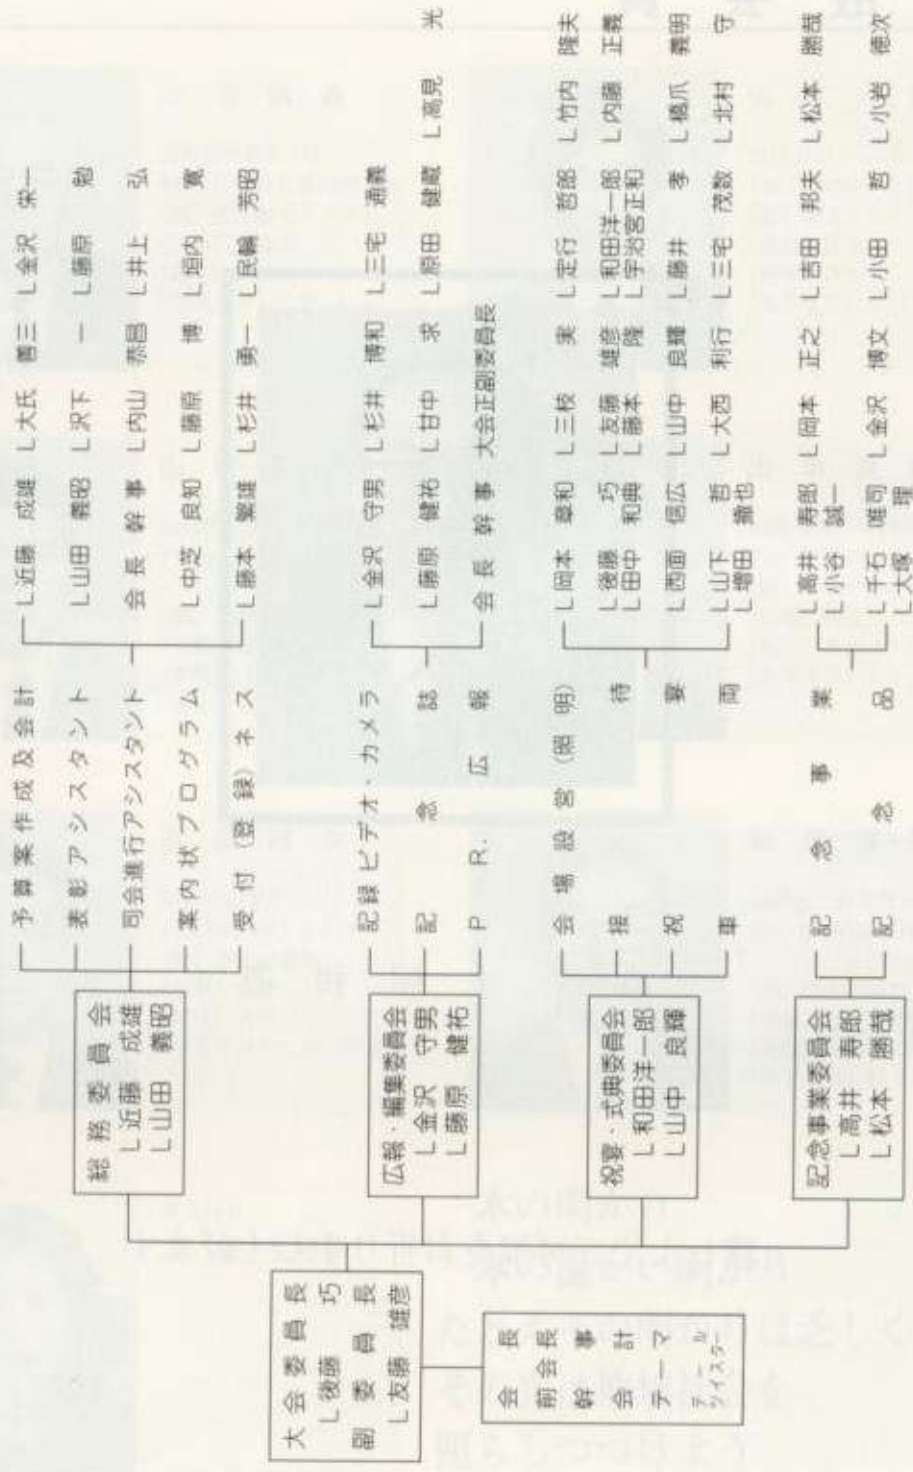 大会委員長
L後藤 巧
副委員長
L友藤 雄彦
会長
前会長
幹事
会計
テーマ
テールツイスター
総務委員会
L近藤 成雄
L山田 義昭
予算案作成及会計
L近藤 成雄 L大氏 善三 L金沢 栄一
表彰アシスタント
L山田 義昭 L沢下 一 L藤原 勉
司会進行アシスタント
会長 幹事 L内山 恭昌 L井上 弘
案内状プログラム
L中芝 良知 L藤原 博 L垣内 寛
受付(登録)ネス
L藤本 繁雄 L杉井 勇一 L民輪 芳昭
広報・編集委員会
L金沢 守男
L藤原 健祐
記録ビデオ・カメラ
L金沢 守男 L杉井 博和 L三宅 通義
記念誌
L藤原 健祐 L甘中 求 L原田 健蔵 L高見 光
P R. 広報
会長 幹事 大会正副委員長
祝宴・式典委員会
L和田洋一郎
L山中 良輝
会場設営(照明)
L岡本 章和 L三枝 実 L定行 哲郎 L竹内 隆夫
接待
L後藤 巧 L友藤 雄彦 L和田洋一郎 L内藤 正義
L田中 和典 L藤本 隆 L宇治宮正和
祝宴
L西面 信広 L山中 良輝 L藤井 孝 L橋爪 義明
車両
L山下 哲 L大西 利行 L三宅 茂数 L北村 守
L増田 撤也
記念事業委員会
L高井 寿郎
L松本 勝哉
記念事業
L高井 寿郎 L岡本 正之 L吉田 邦夫 L松本 勝哉
L小谷 誠一
記念品
L千石 唯司 L金沢 博文 L小田 哲 L小岩 徳次
L大塚 理